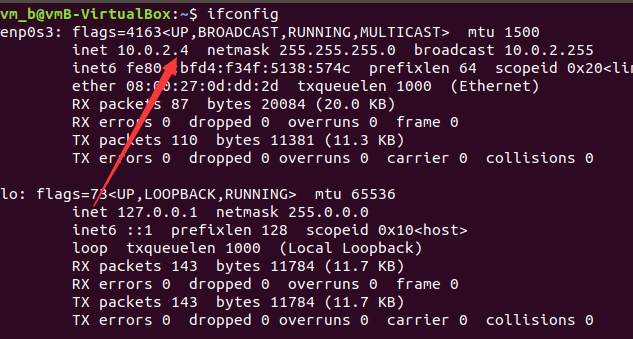 vm_b@vmB-VirtualBox:~$ ifconfig
enp0s3: flags=4163<UP,BROADCAST,RUNNING,MULTICAST>  mtu 1500
        inet 10.0.2.4  netmask 255.255.255.0  broadcast 10.0.2.255
        inet6 fe80::bfd4:f34f:5138:574c  prefixlen 64  scopeid 0x20<lin
        ether 08:00:27:0d:dd:2d  txqueuelen 1000  (Ethernet)
        RX packets 87  bytes 20084 (20.0 KB)
        RX errors 0  dropped 0  overruns 0  frame 0
        TX packets 110  bytes 11381 (11.3 KB)
        TX errors 0  dropped 0 overruns 0  carrier 0  collisions 0
lo: flags=73<UP,LOOPBACK,RUNNING>  mtu 65536
        inet 127.0.0.1  netmask 255.0.0.0
        inet6 ::1  prefixlen 128  scopeid 0x10<host>
        loop  txqueuelen 1000  (Local Loopback)
        RX packets 143  bytes 11784 (11.7 KB)
        RX errors 0  dropped 0  overruns 0  frame 0
        TX packets 143  bytes 11784 (11.7 KB)
        TX errors 0  dropped 0 overruns 0  carrier 0  collisions 0